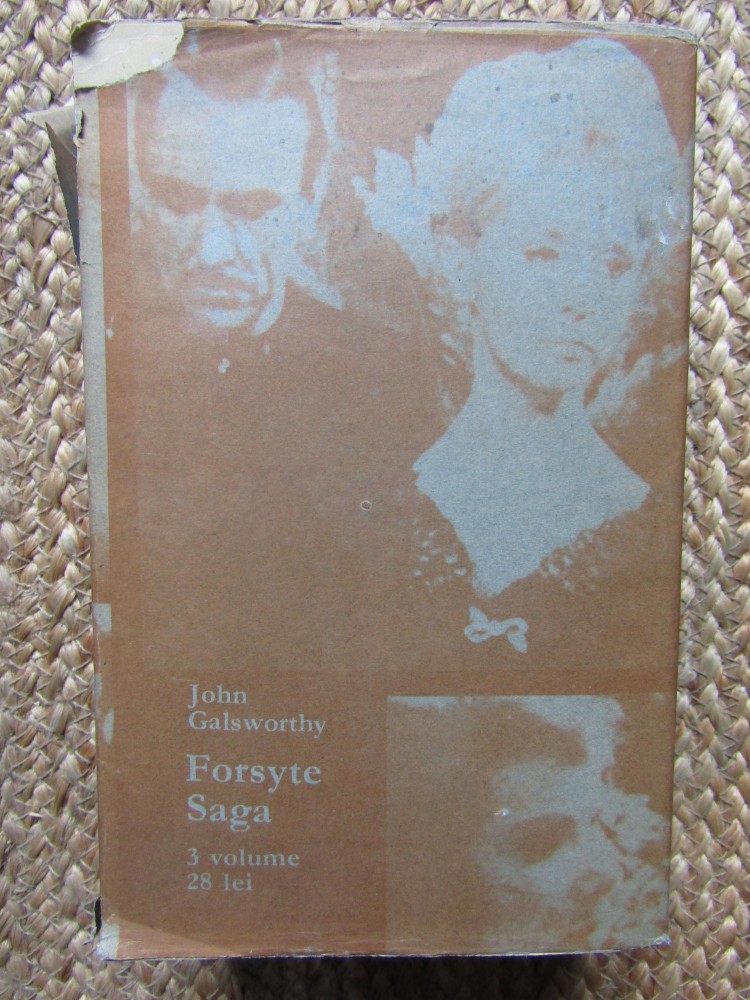 John
Galsworthy
Forsyte
Saga
3 volume
28 lei